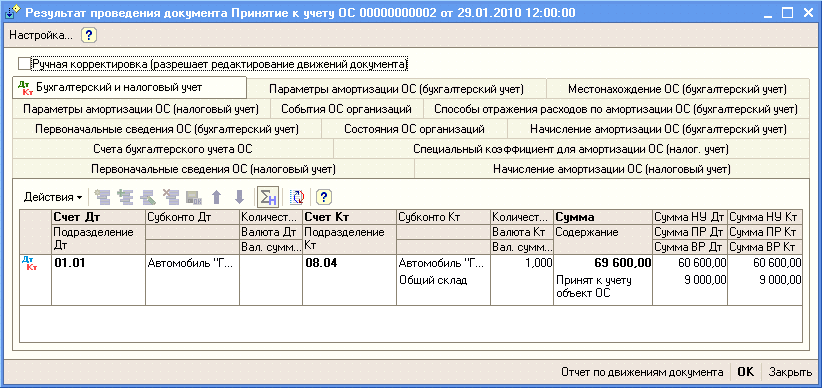 Результат проведения документа Принятие к учету ОС 00000000002 от 29.01.2010 12:00:00
Настройка...
Ручная корректировка (разрешает редактирование движений документа)
Бухгалтерский и налоговый учет Параметры амортизации ОС (бухгалтерский учет) Местонахождение ОС (бухгалтерский учет)
Параметры амортизации ОС (налоговый учет) События ОС организаций Способы отражения расходов по амортизации ОС (бухгалтерский учет)
Первоначальные сведения ОС (бухгалтерский учет) Состояния ОС организаций Начисление амортизации ОС (бухгалтерский учет)
Счета бухгалтерского учета ОС Специальный коэффициент для амортизации ОС (налог. учет)
Первоначальные сведения ОС (налоговый учет) Начисление амортизации ОС (налоговый учет)
Действия
Счет Дт Субконто Дт Количест... Счет Кт Субконто Кт Количест... Сумма Сумма НУ Дт Сумма НУ Кт
Подразделение Дт Валюта Дт Подразделение Кт Валюта Кт Содержание Сумма ПР Дт Сумма ПР Кт
Вал. сумм... Вал. сумм... Сумма ВР Дт Сумма ВР Кт
Дт Кт 01.01 Автомобиль "Г... 08.04 Автомобиль "Г... 1,000 69 600,00 60 600,00 60 600,00
Общий склад Принят к учету объект ОС 9 000,00 9 000,00
Отчет по движениям документа OK Закрыть